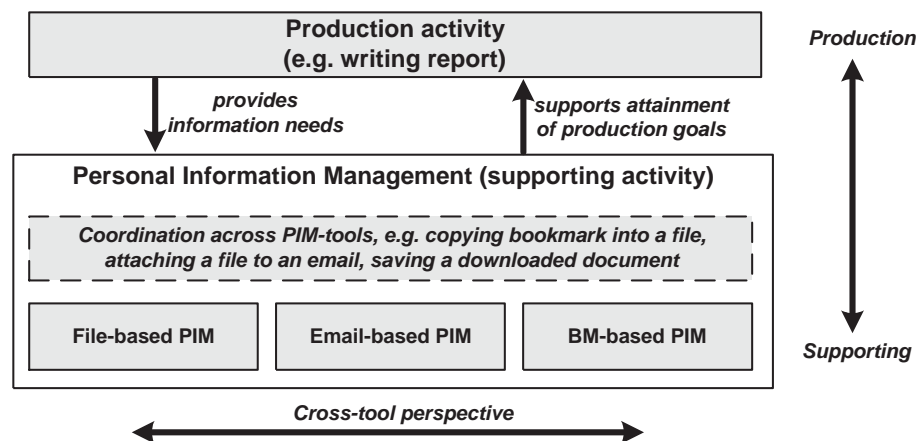 Production activity
(e.g. writing report)
Production
provides
information needs
supports attainment
of production goals
Personal Information Management (supporting activity)
Coordination across PIM-tools, e.g. copying bookmark into a file,
attaching a file to an email, saving a downloaded document
File-based PIM
Email-based PIM
BM-based PIM
Supporting
Cross-tool perspective